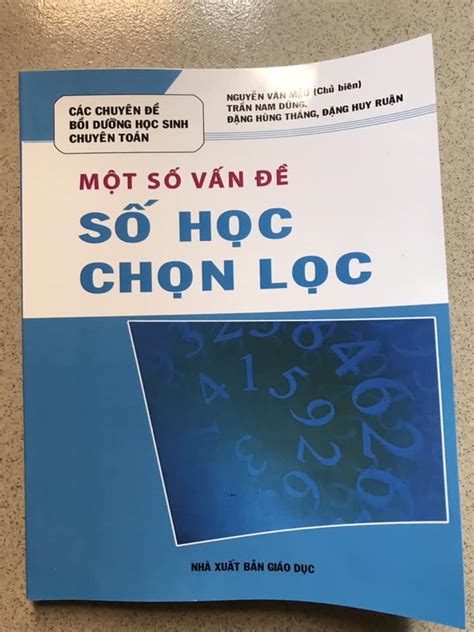 NGUYỄN VĂN MẬU (Chủ biên)
TRẦN NAM DŨNG,
ĐẶNG HÙNG THẮNG, ĐẶNG HUY RUẬN
CÁC CHUYÊN ĐỀ
BỒI DƯỠNG HỌC SINH
CHUYÊN TOÁN
MỘT SỐ VẤN ĐỀ
SỐ HỌC
CHỌN LỌC
NHÀ XUẤT BẢN GIÁO DỤC